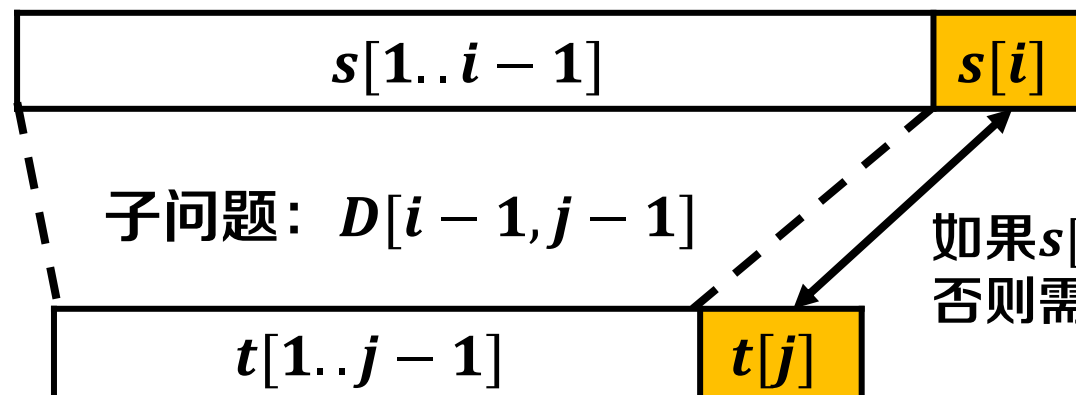 s[1..i − 1] s[i]
子问题：D[i − 1, j − 1]
如果s[
否则需
t[1..j − 1] t[j]